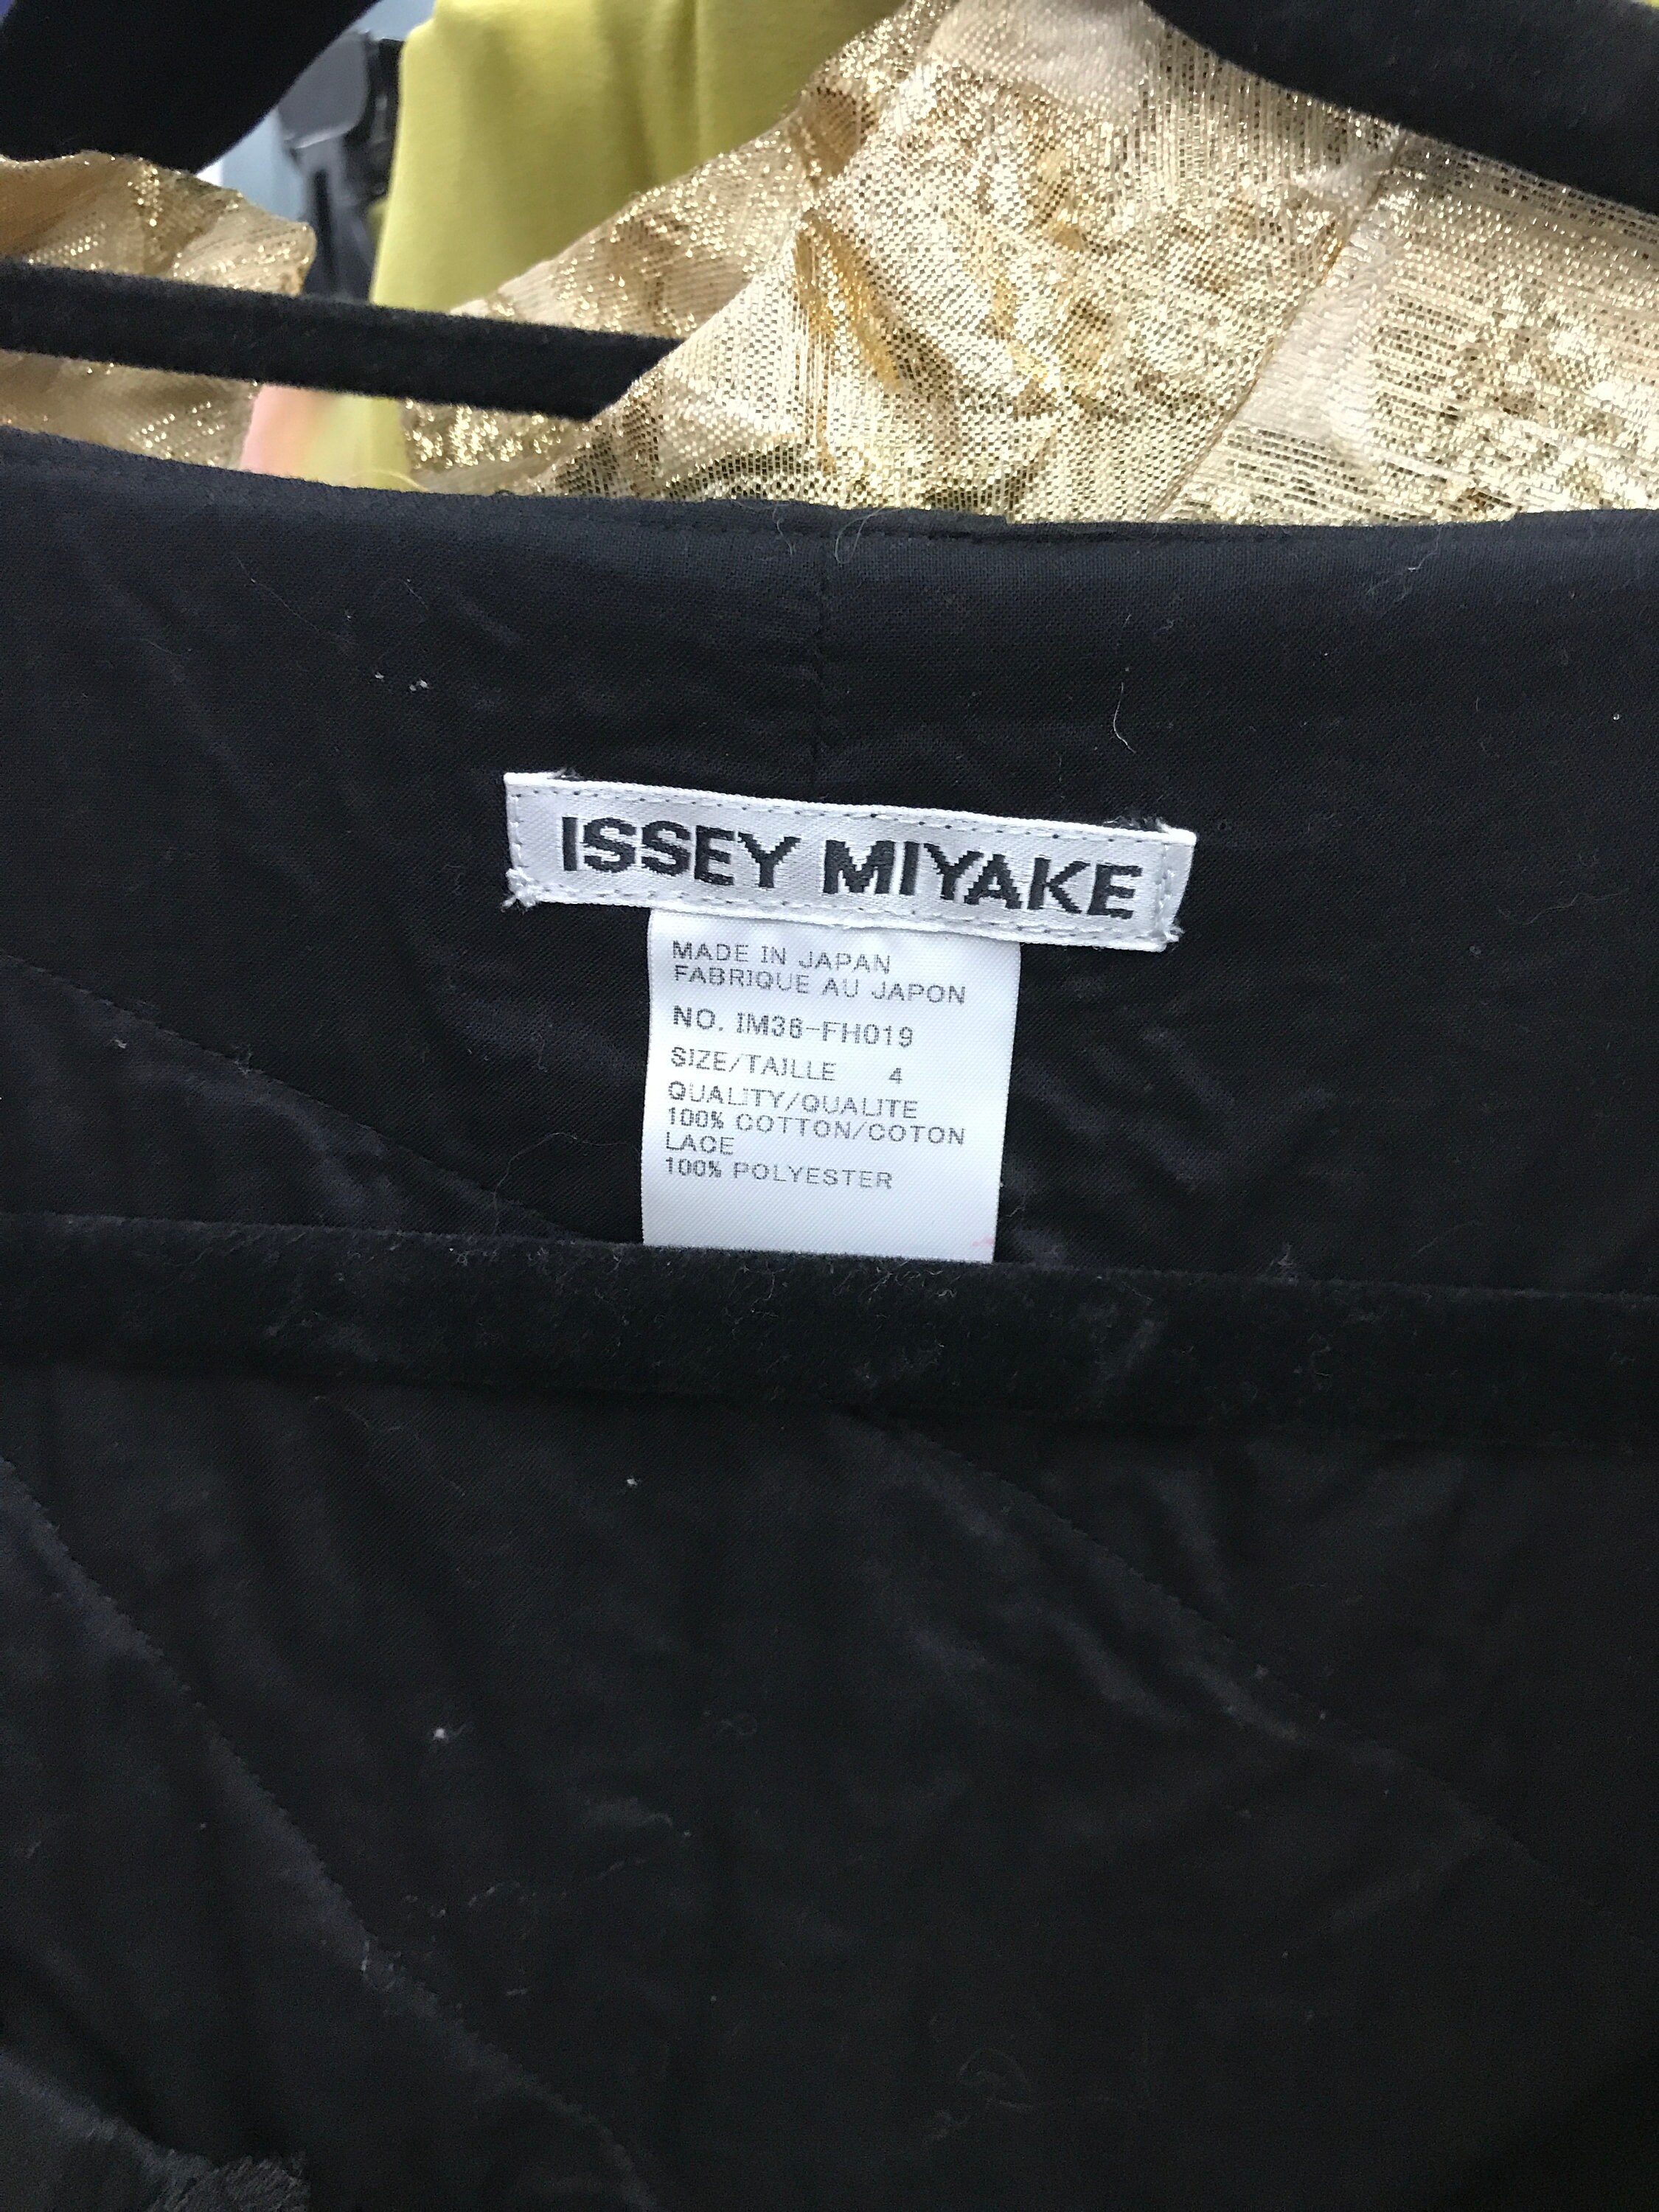 ISSEY MIYAKE
MADE IN JAPAN
FABRIQUE AU JAPON
NO. IM36-FH019
SIZE/TAILLE 4
QUALITY/QUALITE
100% COTTON/COTON
LACE
100% POLYESTER